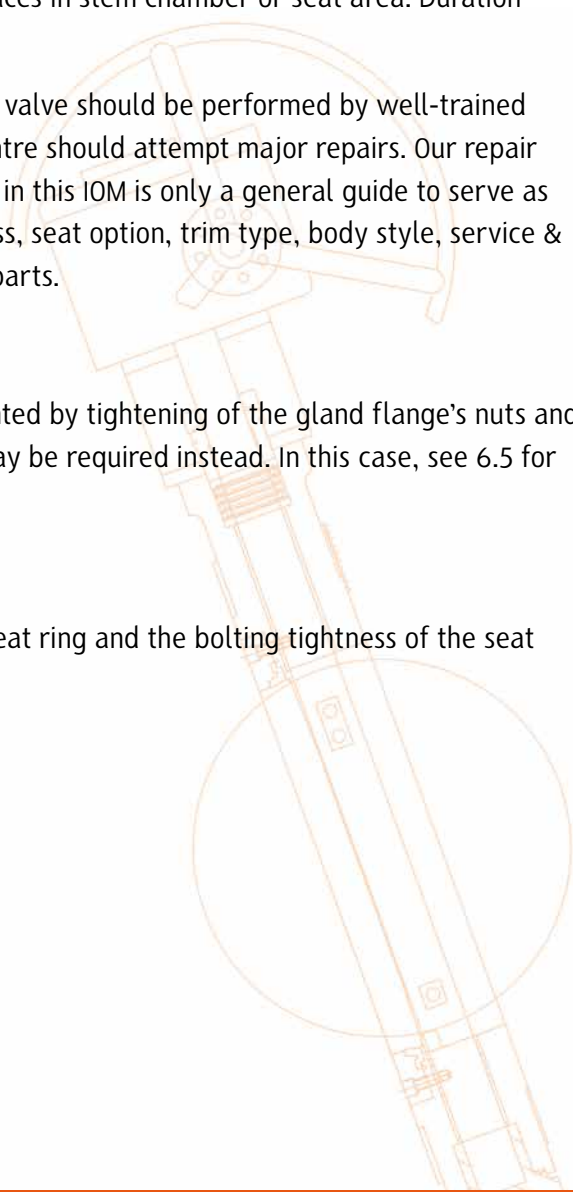 ces in stem chamber or seat area. Duration
valve should be performed by well-trained
ntre should attempt major repairs. Our repair
in this IOM is only a general guide to serve as
ss, seat option, trim type, body style, service &
parts.
ted by tightening of the gland flange's nuts and
ay be required instead. In this case, see 6.5 for
eat ring and the bolting tightness of the seat